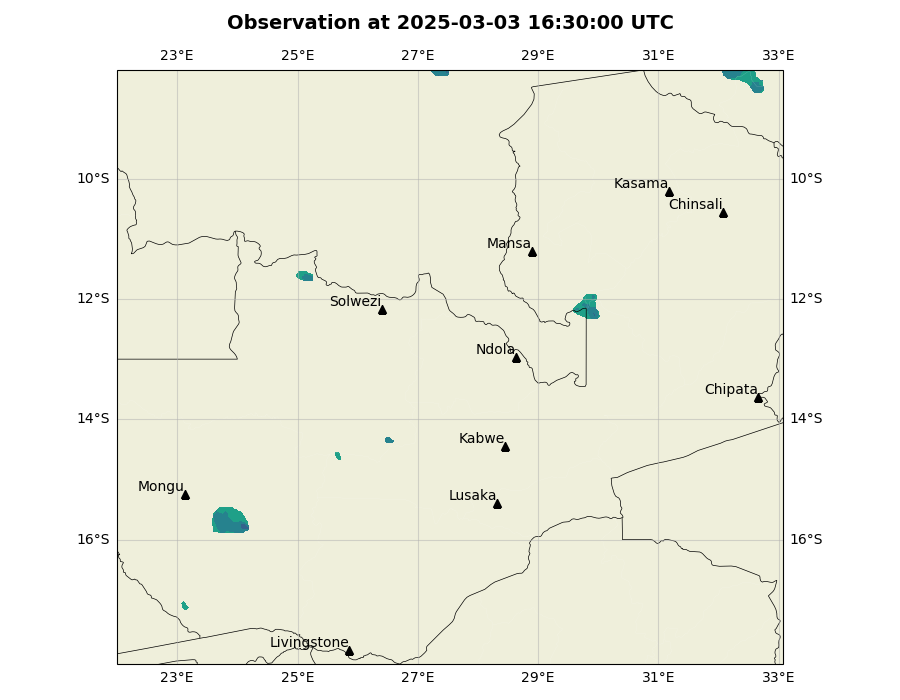 Observation at 2025-03-03 16:30:00 UTC
23°E 25°E 27°E 29°E 31°E 33°E
10°S 10°S
Kasama
Chinsali
Mansa
12°S 12°S
Solwezi
Ndola
Chipata
14°S 14°S
Kabwe
Mongu
Lusaka
16°S 16°S
Livingstone
23°E 25°E 27°E 29°E 31°E 33°E